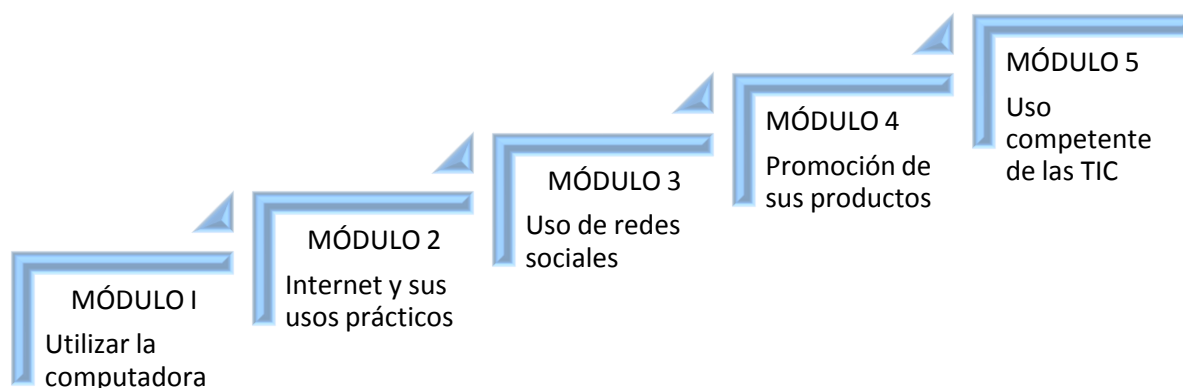 MÓDULO I
Utilizar la
computadora
MÓDULO 2
Internet y sus
usos prácticos
MÓDULO 3
Uso de redes
sociales
MÓDULO 4
Promoción de
sus productos
MÓDULO 5
Uso
competente
de las TIC